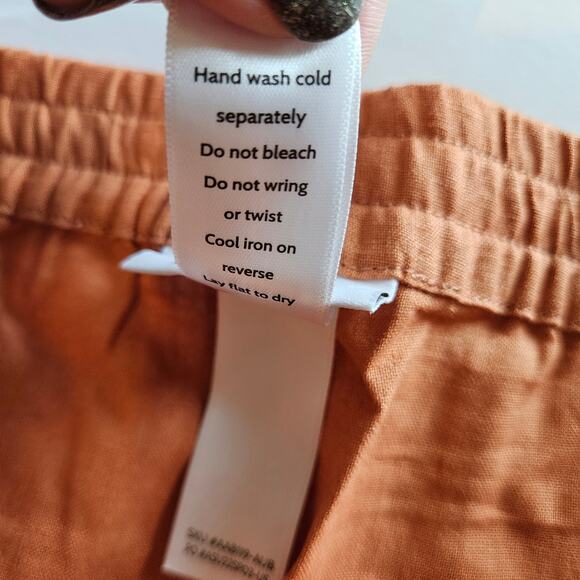 Hand wash cold
separately
Do not bleach
Do not wring
or twist
Cool iron on
reverse
Lay flat to dry